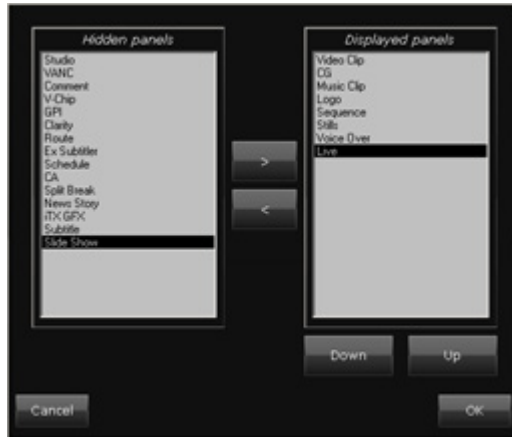 Hidden panels
Studio
VANC
Comment
V-Chip
GPI
Clarity
Route
Ex Subtitler
Schedule
CA
Split Break
News Story
iTX GFX
Subtitle
Slide Show
>
<
Displayed panels
Video Clip
CG
Music Clip
Logo
Sequence
Stills
Voice Over
Live
Down
Up
Cancel
OK